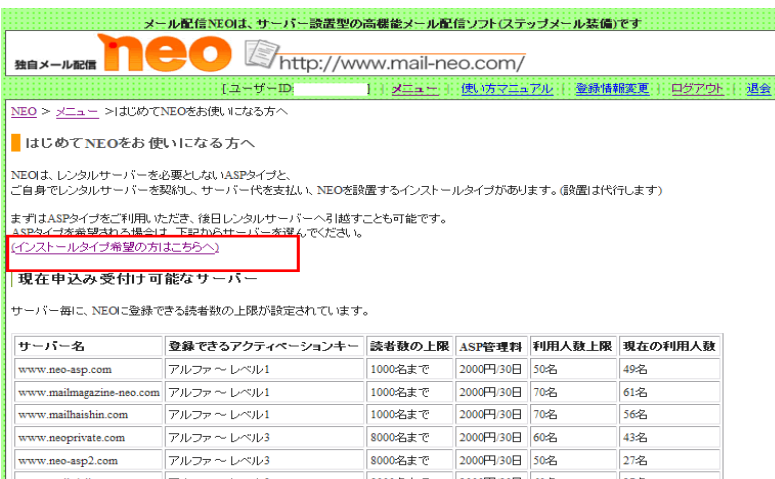 メール配信NEOは、サーバー設置型の高機能メール配信ソフト(ステップメール装備)です
独自メール配信 neo http://www.mail-neo.com/
[ユーザーID: ] | メニュー | 使い方マニュアル | 登録情報変更 | ログアウト | 退会
NEO > メニュー >はじめてNEOをお使いになる方へ
はじめてNEOをお使いになる方へ
NEOは、レンタルサーバーを必要としないASPタイプと、
ご自身でレンタルサーバーを契約し、サーバー代を支払い、NEOを設置するインストールタイプがあります。(設置は代行します)
まずはASPタイプをご利用いただき、後日レンタルサーバーへ引越すことも可能です。
ASPタイプを希望される場合は、下記からサーバーを選んでください。
(インストールタイプ希望の方はこちらへ)
現在申込み受付け可能なサーバー
サーバー毎に、NEOに登録できる読者数の上限が設定されています。
サーバー名 登録できるアクティベーションキー 読者数の上限 ASP管理料 利用人数上限 現在の利用人数
www.neo-asp.com アルファ ～ レベル1 1000名まで 2000円/30日 50名 49名
www.mailmagazine-neo.com アルファ ～ レベル1 1000名まで 2000円/30日 70名 61名
www.mailhaishin.com アルファ ～ レベル1 1000名まで 2000円/30日 70名 56名
www.neoprivate.com アルファ ～ レベル3 8000名まで 2000円/30日 60名 43名
www.neo-asp2.com アルファ ～ レベル3 8000名まで 2000円/30日 50名 27名